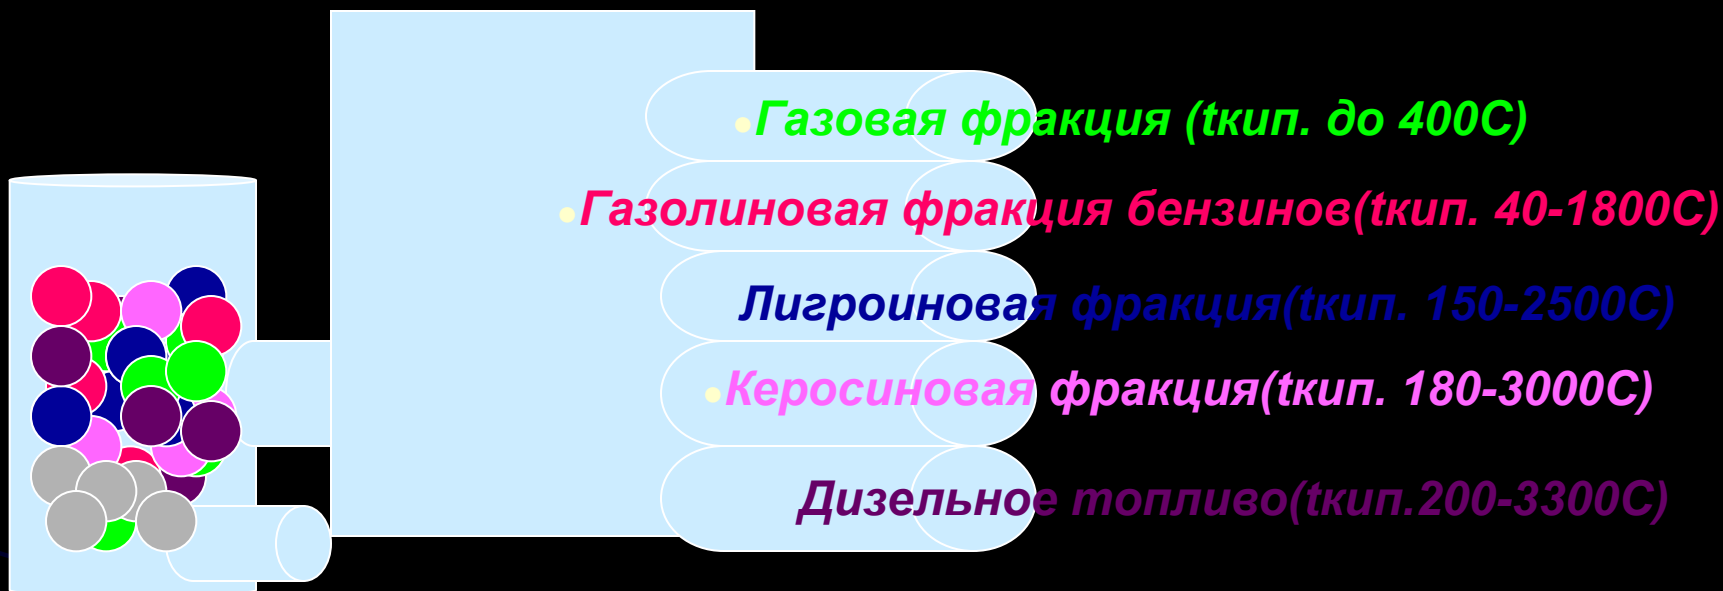 •Газовая фракция (tкип. до 400С)
•Газолиновая фракция бензинов(tкип. 40-1800С)
Лигроиновая фракция(tкип. 150-2500С)
•Керосиновая фракция(tкип. 180-3000С)
Дизельное топливо(tкип.200-3300С)